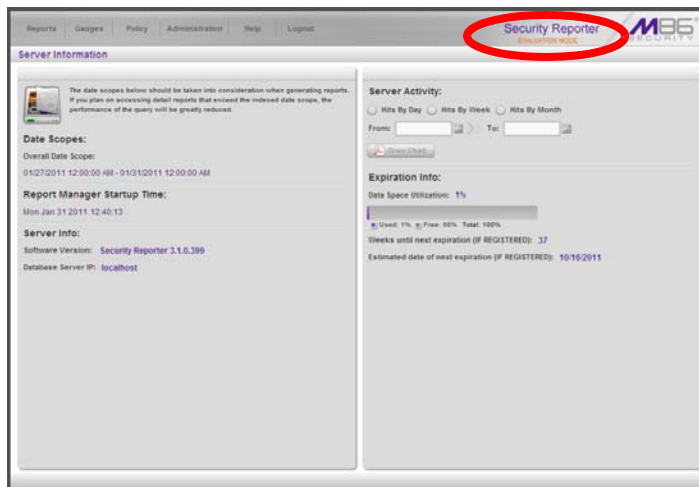 Reports Gauges Policy Administration Help Logout
Security Reporter
EVALUATION MODE
M86
SECURITY
Server Information
The date scopes below should be taken into consideration when generating reports.
If you plan on accessing detail reports that exceed the indexed date scope, the
performance of the query will be greatly reduced.
Date Scopes:
Overall Date Scope:
01/27/2011 12:00:00 AM - 01/31/2011 12:00:00 AM
Report Manager Startup Time:
Mon Jan 31 2011 12:40:13
Server Info:
Software Version: Security Reporter 3.1.0.399
Database Server IP: localhost
Server Activity:
Hits By Day Hits By Week Hits By Month
From: To:
Draw Chart
Expiration Info:
Data Space Utilization: 1%
Used: 1% Free: 99% Total: 100%
Weeks until next expiration (IF REGISTERED): 37
Estimated date of next expiration (IF REGISTERED): 10/16/2011